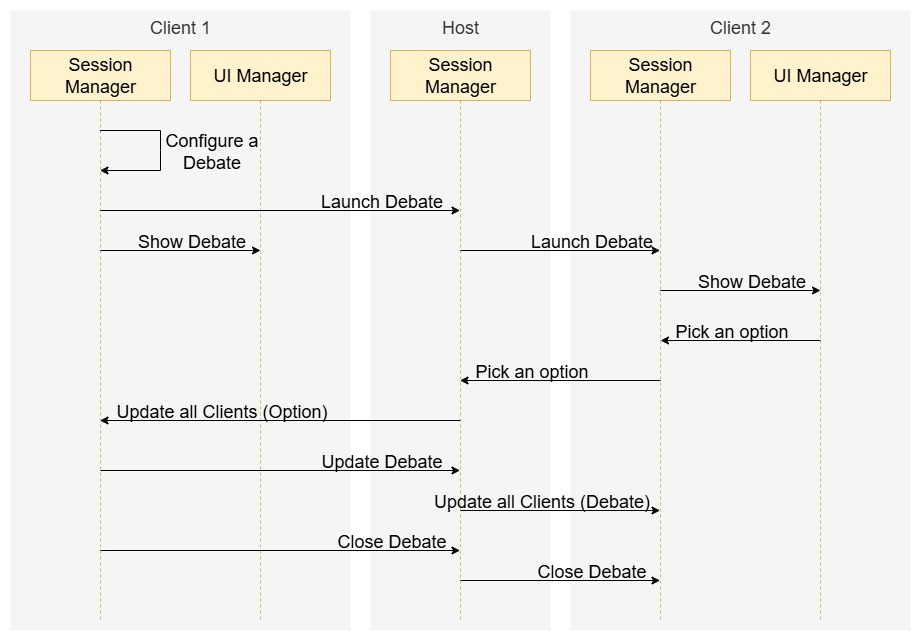 Client 1
Host
Client 2
Session
Manager
UI Manager
Session
Manager
Session
Manager
UI Manager
Configure a
Debate
Launch Debate
Show Debate
Launch Debate
Show Debate
Pick an option
Pick an option
Update all Clients (Option)
Update Debate
Update all Clients (Debate)
Close Debate
Close Debate